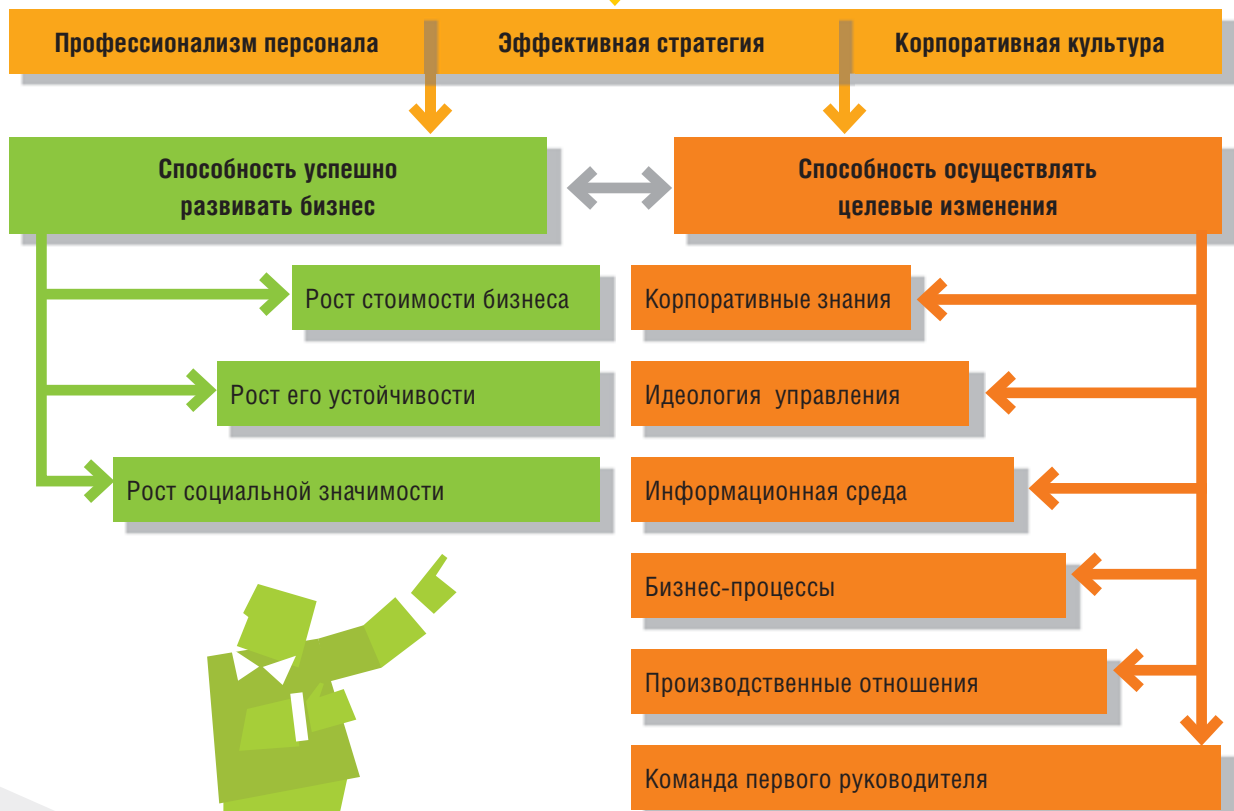 Профессионализм персонала
Эффективная стратегия
Корпоративная культура
Способность успешно
развивать бизнес
Способность осуществлять
целевые изменения
Рост стоимости бизнеса
Рост его устойчивости
Рост социальной значимости
Корпоративные знания
Идеология управления
Информационная среда
Бизнес-процессы
Производственные отношения
Команда первого руководителя